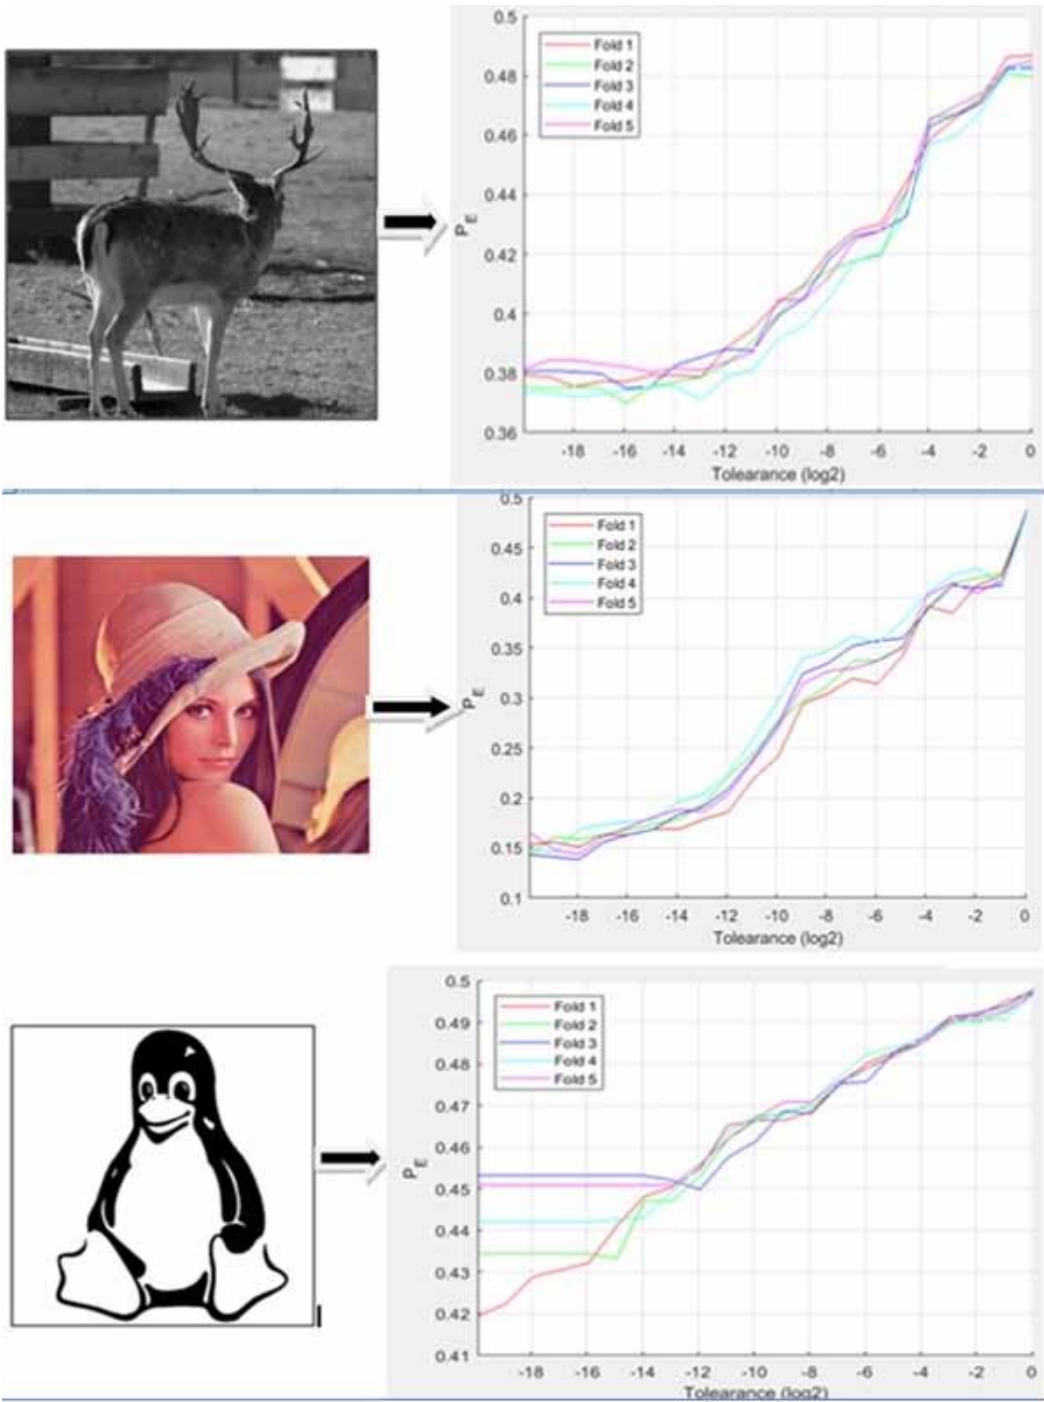 0.5
0.48
0.46
0.44
0.42
0.4
0.38
0.36
P_E
Fold 1
Fold 2
Fold 3
Fold 4
Fold 5
-18 -16 -14 -12 -10 -8 -6 -4 -2 0
Tolearance (log2)
0.5
0.45
0.4
0.35
0.3
0.25
0.2
0.15
0.1
P_E
Fold 1
Fold 2
Fold 3
Fold 4
Fold 5
-18 -16 -14 -12 -10 -8 -6 -4 -2 0
Tolearance (log2)
0.5
0.49
0.48
0.47
0.46
0.45
0.44
0.43
0.42
0.41
P_E
Fold 1
Fold 2
Fold 3
Fold 4
Fold 5
-18 -16 -14 -12 -10 -8 -6 -4 -2 0
Tolearance (log2)